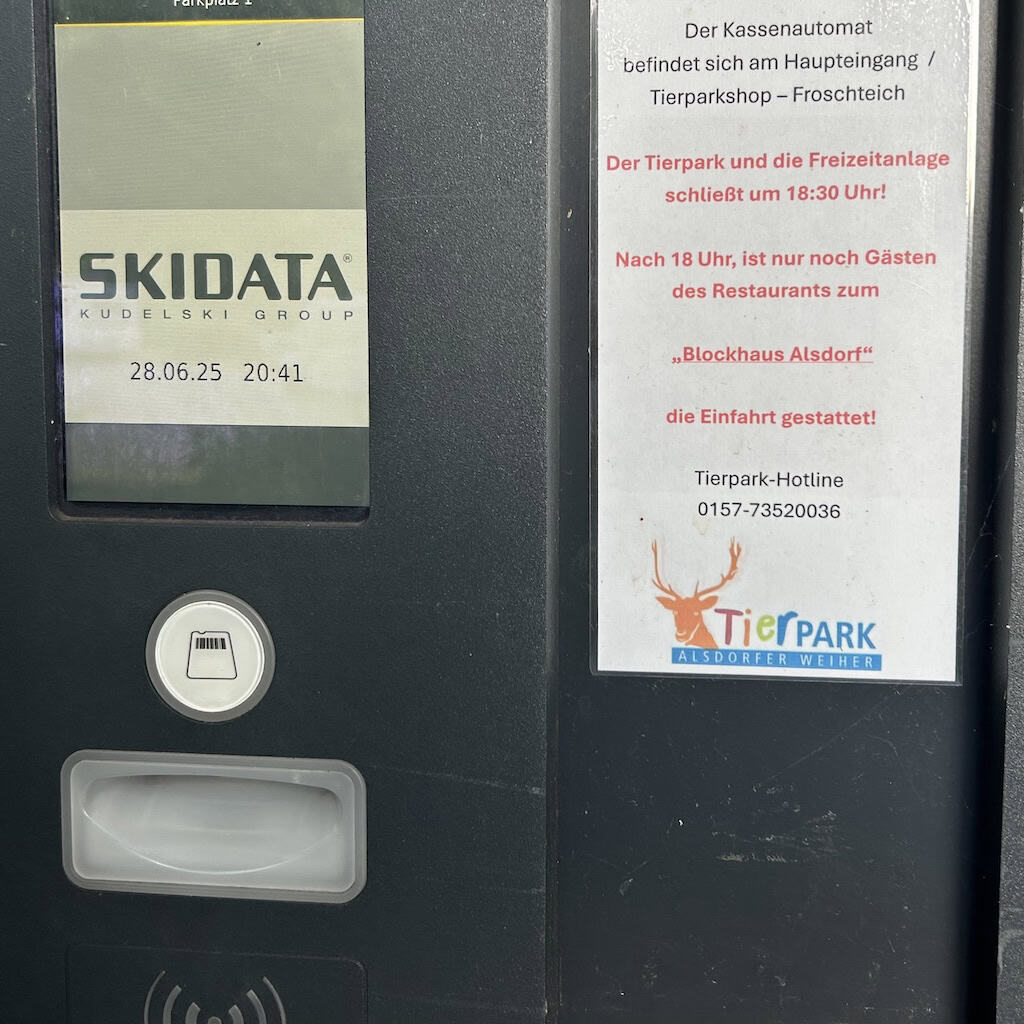 Parkplatz 1
SKIDATA®
KUDELSKI GROUP
28.06.25 20:41
Der Kassenautomat
befindet sich am Haupteingang /
Tierparkshop – Froschteich
Der Tierpark und die Freizeitanlage
schließt um 18:30 Uhr!
Nach 18 Uhr, ist nur noch Gästen
des Restaurants zum
„Blockhaus Alsdorf“
die Einfahrt gestattet!
Tierpark-Hotline
0157-73520036
TierPARK
ALSDORFER WEIHER